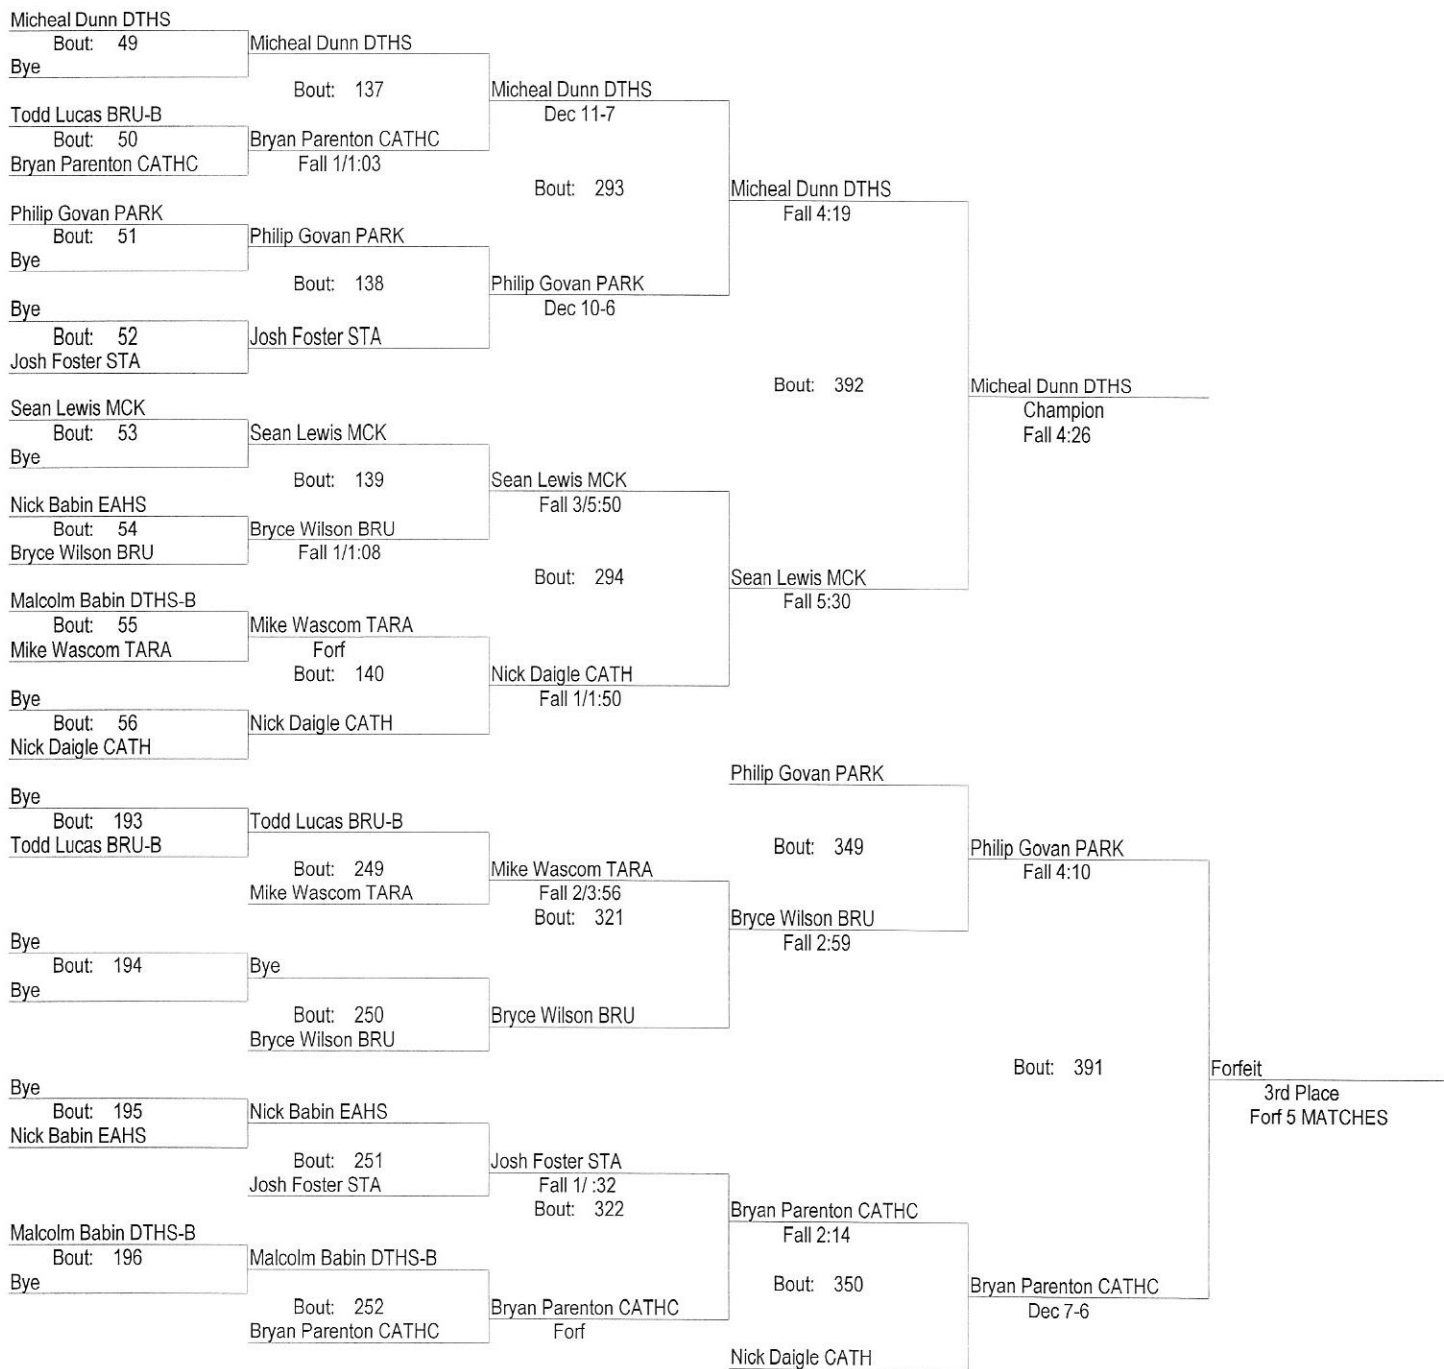 Micheal Dunn DTHS
Bout: 49
Bye
Todd Lucas BRU-B
Bout: 50
Bryan Parenton CATHC
Philip Govan PARK
Bout: 51
Bye
Bye
Bout: 52
Josh Foster STA
Sean Lewis MCK
Bout: 53
Bye
Nick Babin EAHS
Bout: 54
Bryce Wilson BRU
Malcolm Babin DTHS-B
Bout: 55
Mike Wascom TARA
Bye
Bout: 56
Nick Daigle CATH
Micheal Dunn DTHS
Bout: 137
Bryan Parenton CATHC
Fall 1/1:03
Philip Govan PARK
Bout: 138
Josh Foster STA
Sean Lewis MCK
Bout: 139
Bryce Wilson BRU
Fall 1/1:08
Mike Wascom TARA
Forf
Bout: 140
Nick Daigle CATH
Micheal Dunn DTHS
Dec 11-7
Bout: 293
Philip Govan PARK
Dec 10-6
Sean Lewis MCK
Fall 3/5:50
Bout: 294
Nick Daigle CATH
Fall 1/1:50
Micheal Dunn DTHS
Fall 4:19
Bout: 392
Sean Lewis MCK
Fall 5:30
Micheal Dunn DTHS
Champion
Fall 4:26
Bye
Bout: 193
Todd Lucas BRU-B
Bye
Bout: 194
Bye
Bye
Bout: 195
Nick Babin EAHS
Malcolm Babin DTHS-B
Bout: 196
Bye
Todd Lucas BRU-B
Bout: 249
Mike Wascom TARA
Bye
Bout: 250
Bryce Wilson BRU
Nick Babin EAHS
Bout: 251
Josh Foster STA
Malcolm Babin DTHS-B
Bout: 252
Bryan Parenton CATHC
Mike Wascom TARA
Fall 2/3:56
Bout: 321
Bryce Wilson BRU
Josh Foster STA
Fall 1/ :32
Bout: 322
Bryan Parenton CATHC
Forf
Philip Govan PARK
Bout: 349
Bryce Wilson BRU
Fall 2:59
Bryan Parenton CATHC
Fall 2:14
Bout: 350
Nick Daigle CATH
Philip Govan PARK
Fall 4:10
Bout: 391
Bryan Parenton CATHC
Dec 7-6
Forfeit
3rd Place
Forf 5 MATCHES